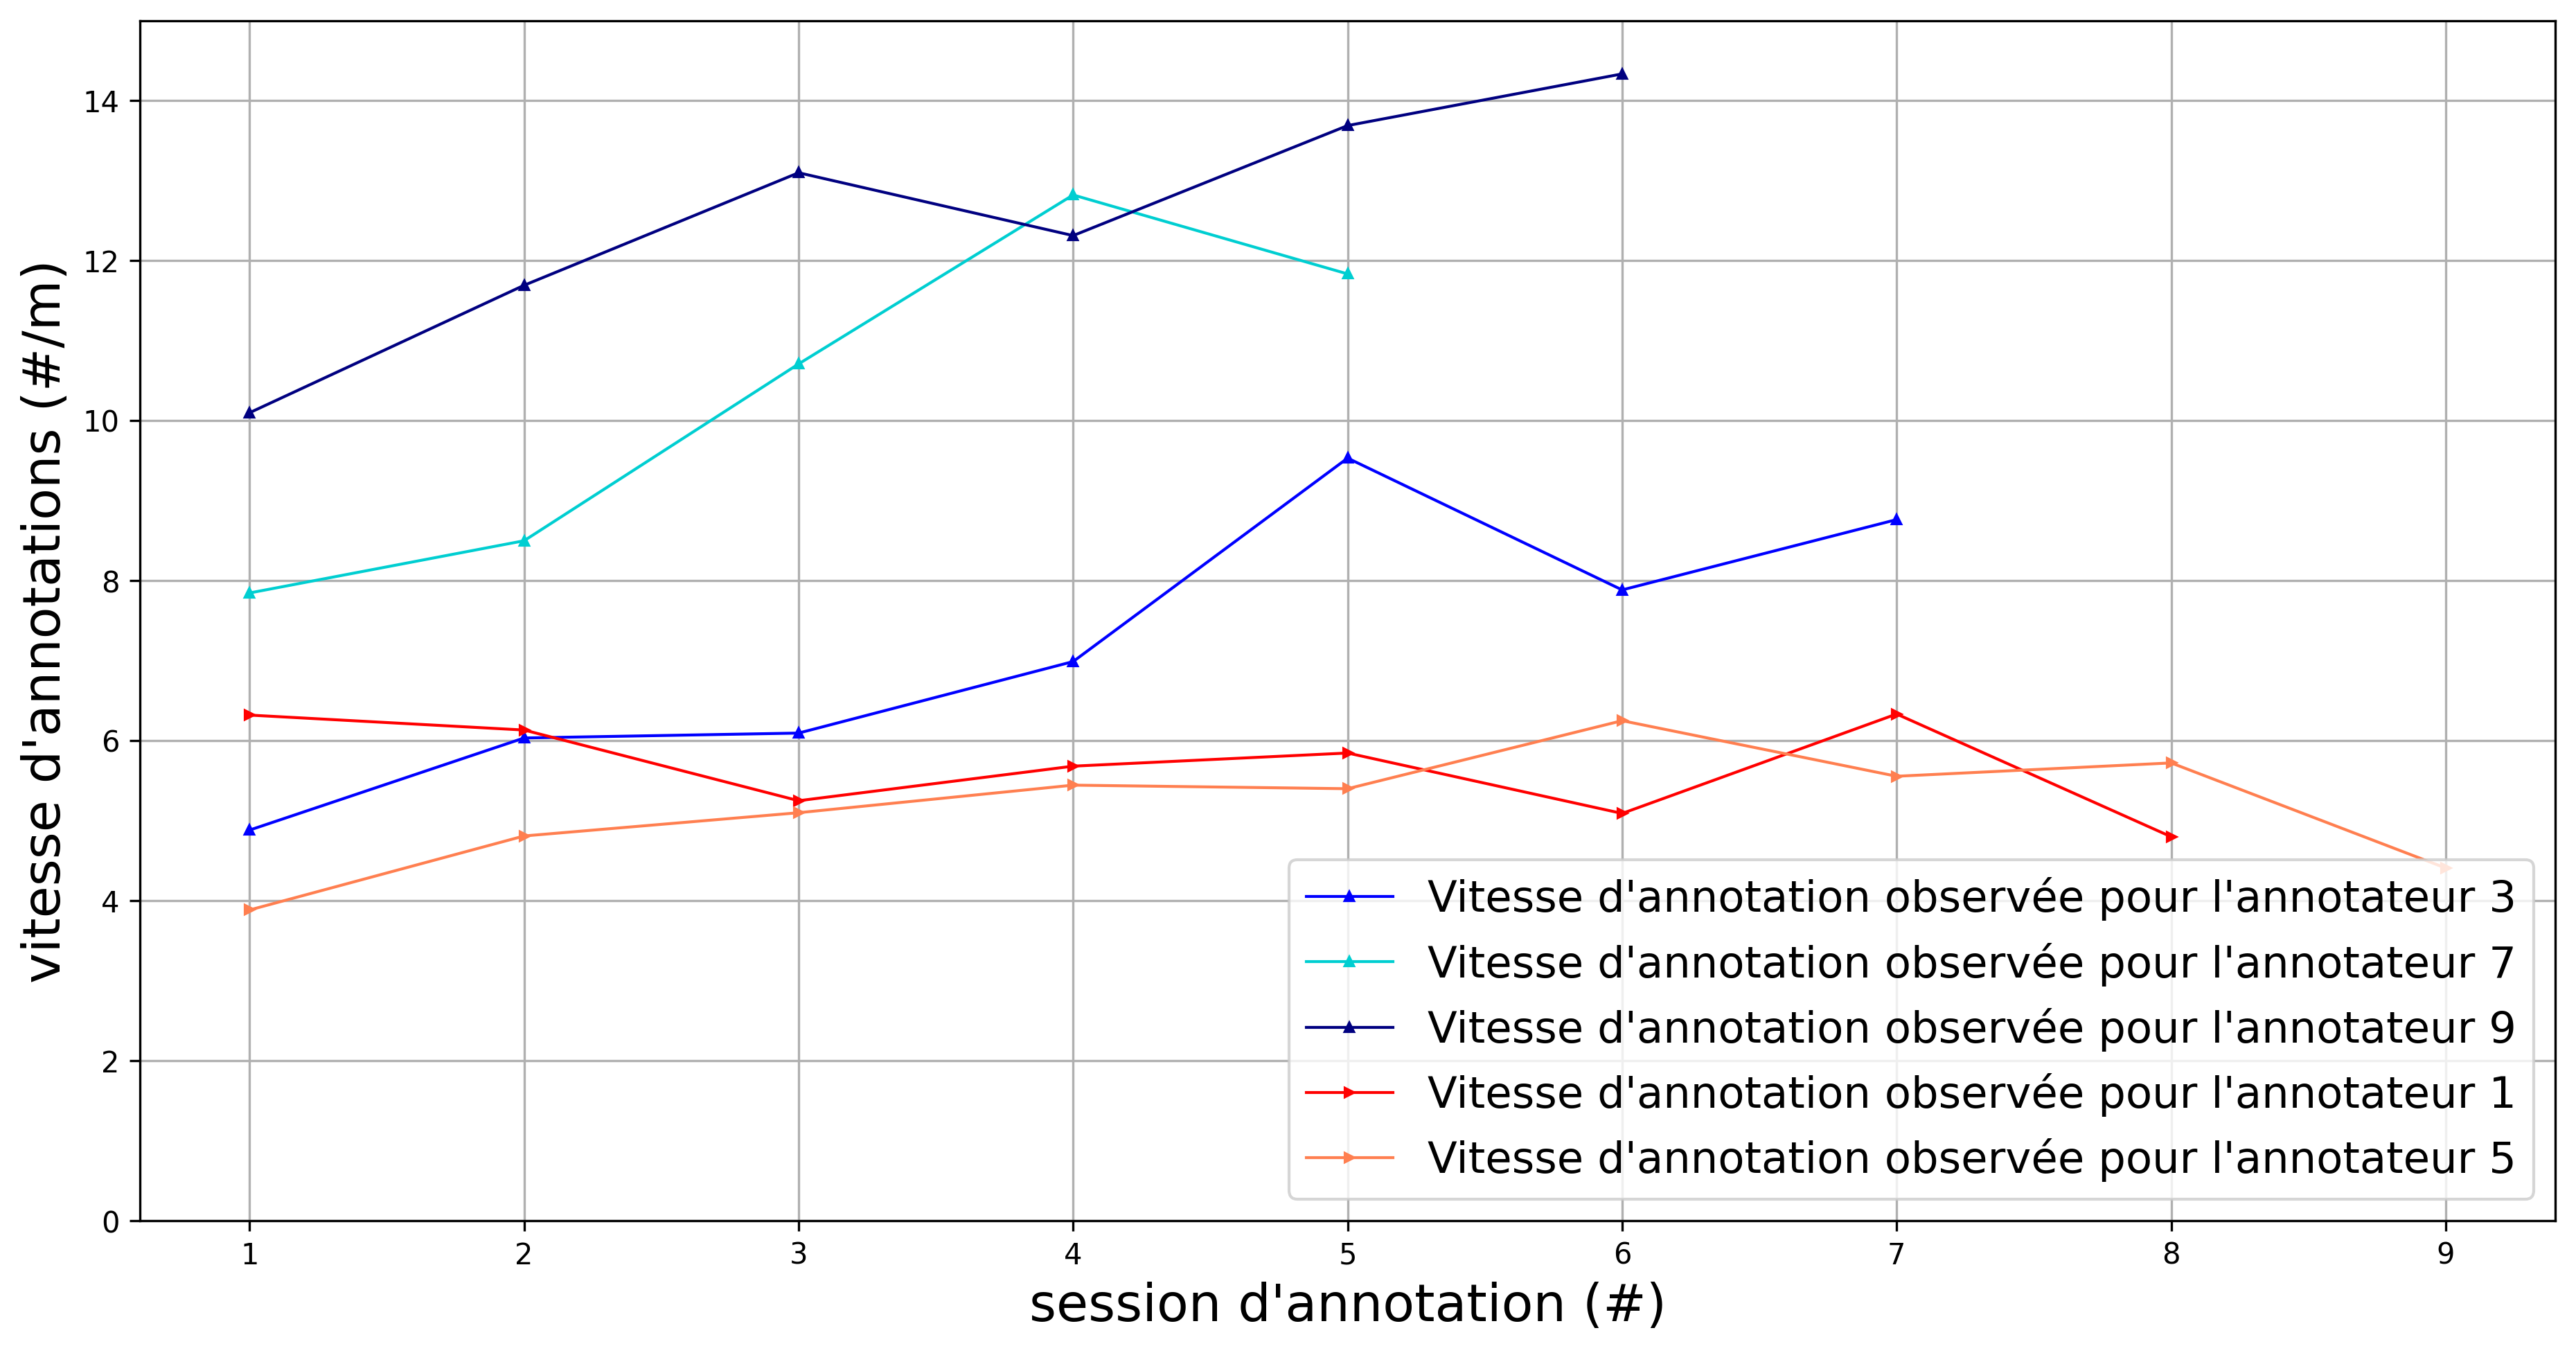 vitesse d'annotations (#/m)
14
12
10
8
6
4
2
0
Vitesse d'annotation observée pour l'annotateur 3
Vitesse d'annotation observée pour l'annotateur 7
Vitesse d'annotation observée pour l'annotateur 9
Vitesse d'annotation observée pour l'annotateur 1
Vitesse d'annotation observée pour l'annotateur 5
1 2 3 4 5 6 7 8 9
session d'annotation (#)